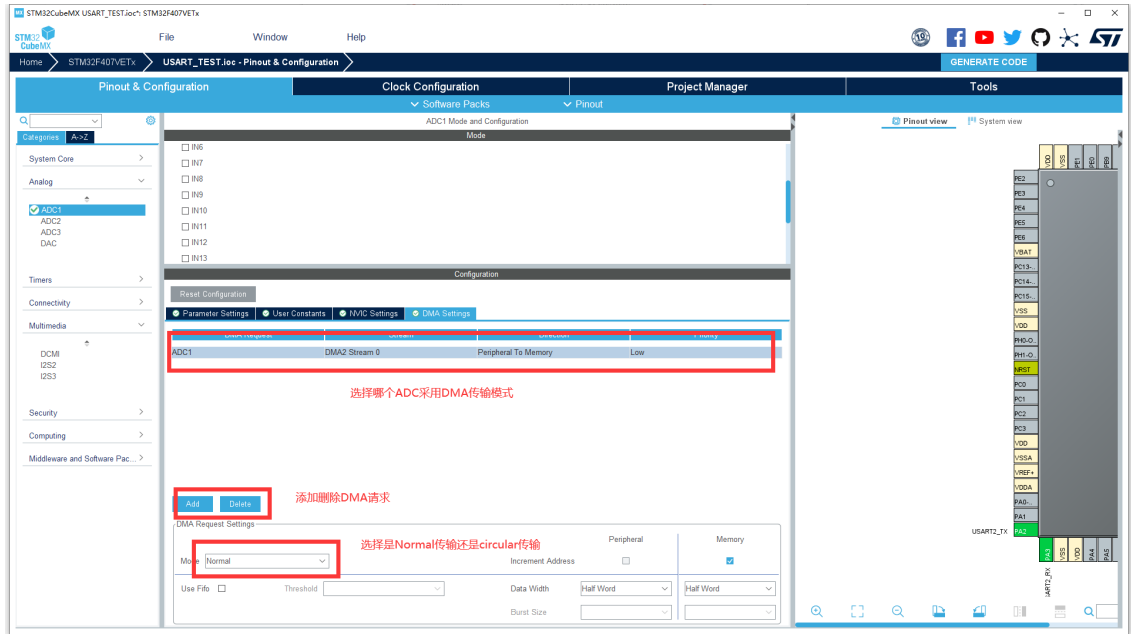 STM32CubeMX USART_TEST.ioc*: STM32F407VETx
STM32 CubeMX
File Window Help
Home STM32F407VETx USART_TEST.ioc - Pinout & Configuration GENERATE CODE
Pinout & Configuration Clock Configuration Project Manager Tools
Software Packs Pinout
ADC1 Mode and Configuration
Mode
Categories A->Z
System Core
Analog
ADC1
ADC2
ADC3
DAC
Timers
Connectivity
Multimedia
DCMI
I2S2
I2S3
Security
Computing
Middleware and Software Pac...
IN6
IN7
IN8
IN9
IN10
IN11
IN12
IN13
Configuration
Reset Configuration
Parameter Settings User Constants NVIC Settings DMA Settings
DMA Request Stream Direction Priority
ADC1 DMA2 Stream 0 Peripheral To Memory Low
选择哪个ADC采用DMA传输模式
Add Delete 添加删除DMA请求
DMA Request Settings
选择是Normal传输还是circular传输
Peripheral Memory
Mode Normal Increment Address
Use Fifo Threshold Data Width Half Word Half Word
Burst Size
Pinout view System view
VDD
VSS
PE1
PE0
PB9
PE2
PE3
PE4
PE5
PE6
VBAT
PC13-..
PC14-..
PC15-..
VSS
VDD
PH0-O..
PH1-O..
NRST
PC0
PC1
PC2
PC3
VDD
VSSA
VREF+
VDDA
PA0-..
PA1
USART2_TX PA2
PA3
VSS
VDD
PA4
PA5
ART2_RX